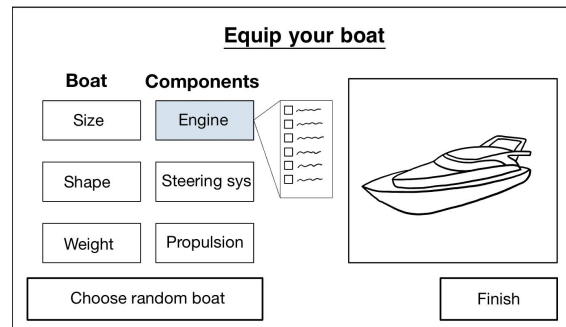 Equip your boat
Boat Components
Size Engine
Shape Steering sys
Weight Propulsion
Choose random boat Finish